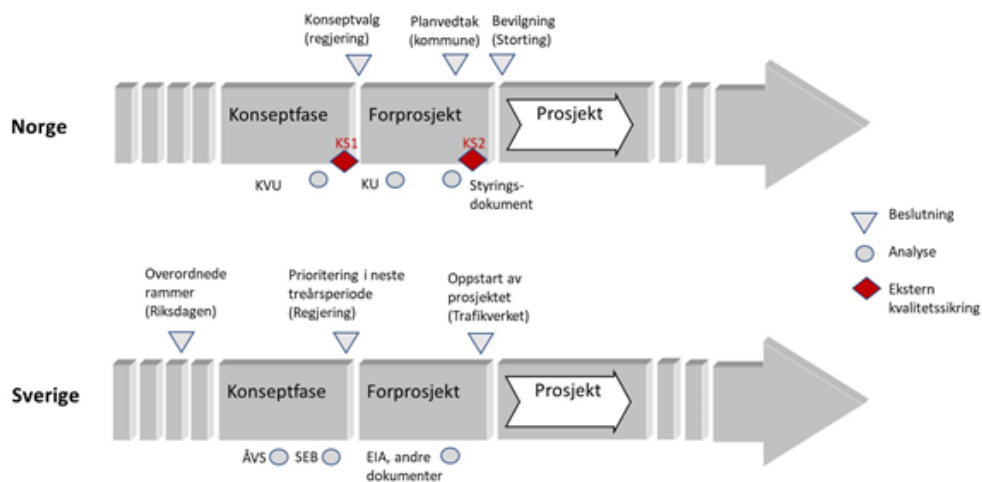 Konseptvalg
(regjering)
Planvedtak
(kommune)
Bevilgning
(Storting)
Norge
Konseptfase
Forprosjekt
Prosjekt
KS1
KS2
KVU
KU
Styrings-
dokument
Beslutning
Analyse
Ekstern
kvalitetssikring
Overordnede
rammer
(Riksdagen)
Prioritering i neste
treårsperiode
(Regjering)
Oppstart av
prosjektet
(Trafikverket)
Sverige
Konseptfase
Forprosjekt
Prosjekt
ÅVS
SEB
EIA, andre
dokumenter